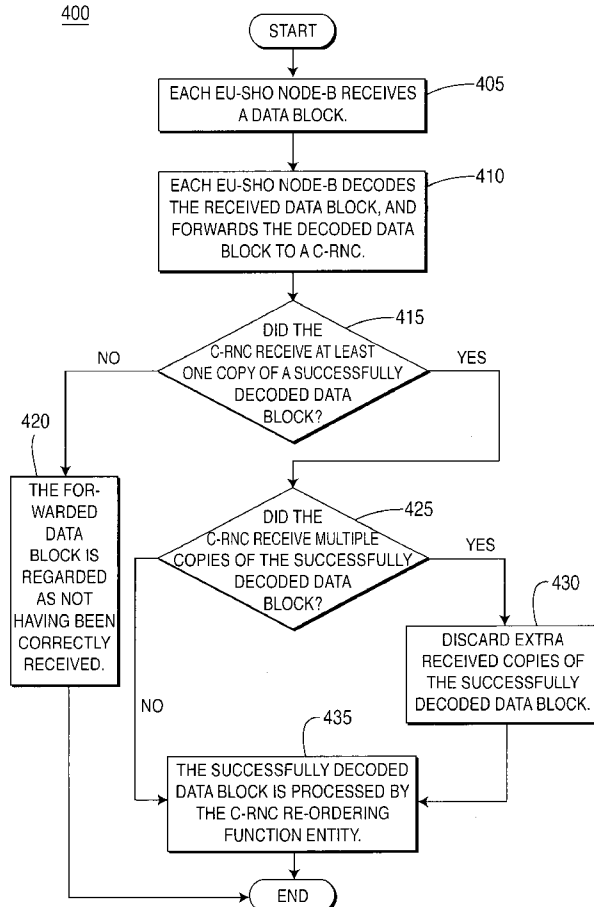 400
START
EACH EU-SHO NODE-B RECEIVES
A DATA BLOCK.
405
EACH EU-SHO NODE-B DECODES
THE RECEIVED DATA BLOCK, AND
FORWARDS THE DECODED DATA
BLOCK TO A C-RNC.
410
DID THE
C-RNC RECEIVE AT LEAST
ONE COPY OF A SUCCESSFULLY
DECODED DATA
BLOCK?
415
NO
YES
420
THE FOR-
WARDED
DATA
BLOCK IS
REGARDED
AS NOT
HAVING BEEN
CORRECTLY
RECEIVED.
DID THE
C-RNC RECEIVE MULTIPLE
COPIES OF THE SUCCESSFULLY
DECODED DATA
BLOCK?
425
YES
NO
430
DISCARD EXTRA
RECEIVED COPIES OF
THE SUCCESSFULLY
DECODED DATA BLOCK.
435
THE SUCCESSFULLY DECODED
DATA BLOCK IS PROCESSED BY
THE C-RNC RE-ORDERING
FUNCTION ENTITY.
END